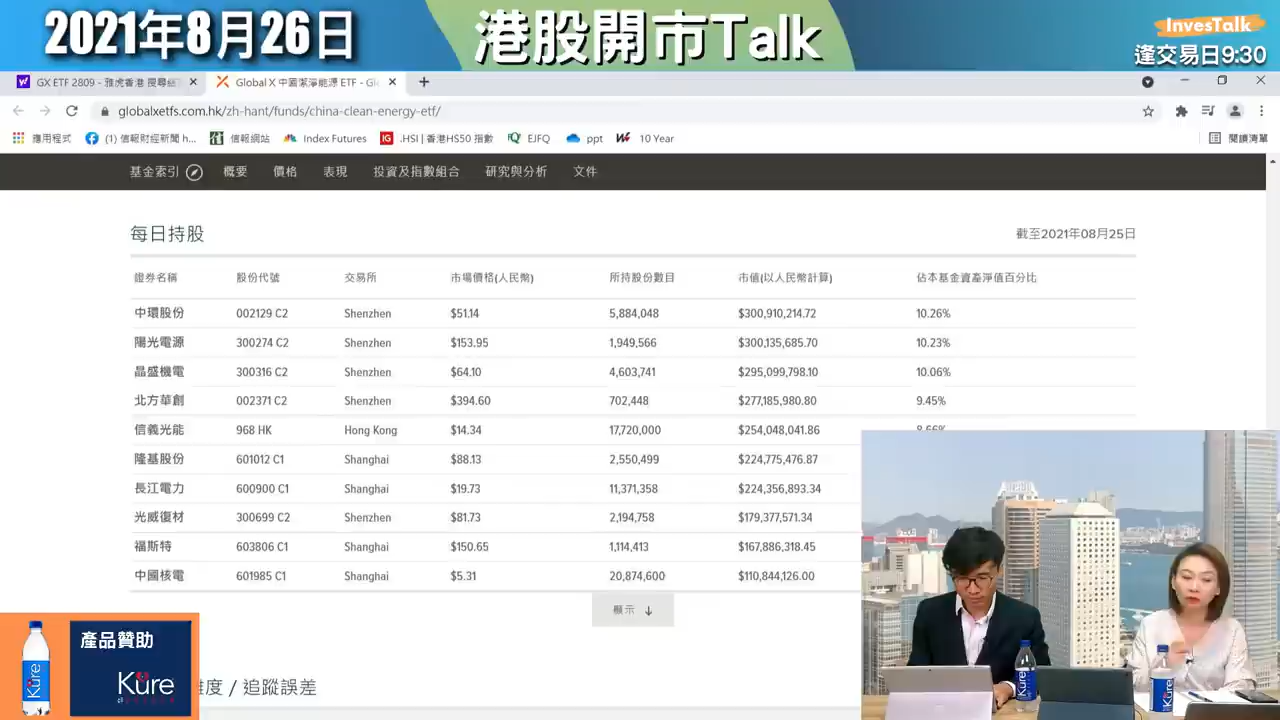 2021年8月26日
港股開市Talk
InvesTalk
逢交易日9:30
GX ETF 2809 - 雅虎香港 搜尋結
Global X 中國潔淨能源 ETF - Gl
globalxetfs.com.hk/zh-hant/funds/china-clean-energy-etf/
應用程式 (1) 信報財經新聞 h... 信報網站 Index Futures .HSI | 香港HS50 指數 EJFQ ppt 10 Year 閱讀清單
基金索引 概要 價格 表現 投資及指數組合 研究與分析 文件
每日持股 截至2021年08月25日
證券名稱 股份代號 交易所 市場價格(人民幣) 所持股份數目 市值(以人民幣計算) 佔本基金資產淨值百分比
中環股份 002129 C2 Shenzhen $51.14 5,884,048 $300,910,214.72 10.26%
陽光電源 300274 C2 Shenzhen $153.95 1,949,566 $300,135,685.70 10.23%
晶盛機電 300316 C2 Shenzhen $64.10 4,603,741 $295,099,798.10 10.06%
北方華創 002371 C2 Shenzhen $394.60 702,448 $277,185,980.80 9.45%
信義光能 968 HK Hong Kong $14.34 17,720,000 $254,048,041.86
隆基股份 601012 C1 Shanghai $88.13 2,550,499 $224,775,476.87
長江電力 600900 C1 Shanghai $19.73 11,371,358 $224,356,893.34
光威復材 300699 C2 Shenzhen $81.73 2,194,758 $179,377,571.34
福斯特 603806 C1 Shanghai $150.65 1,114,413 $167,886,318.45
中國核電 601985 C1 Shanghai $5.31 20,874,600 $110,844,126.00
顯示 ↓
產品贊助
Küre
Küre
度 / 追蹤誤差
Küre
Küre